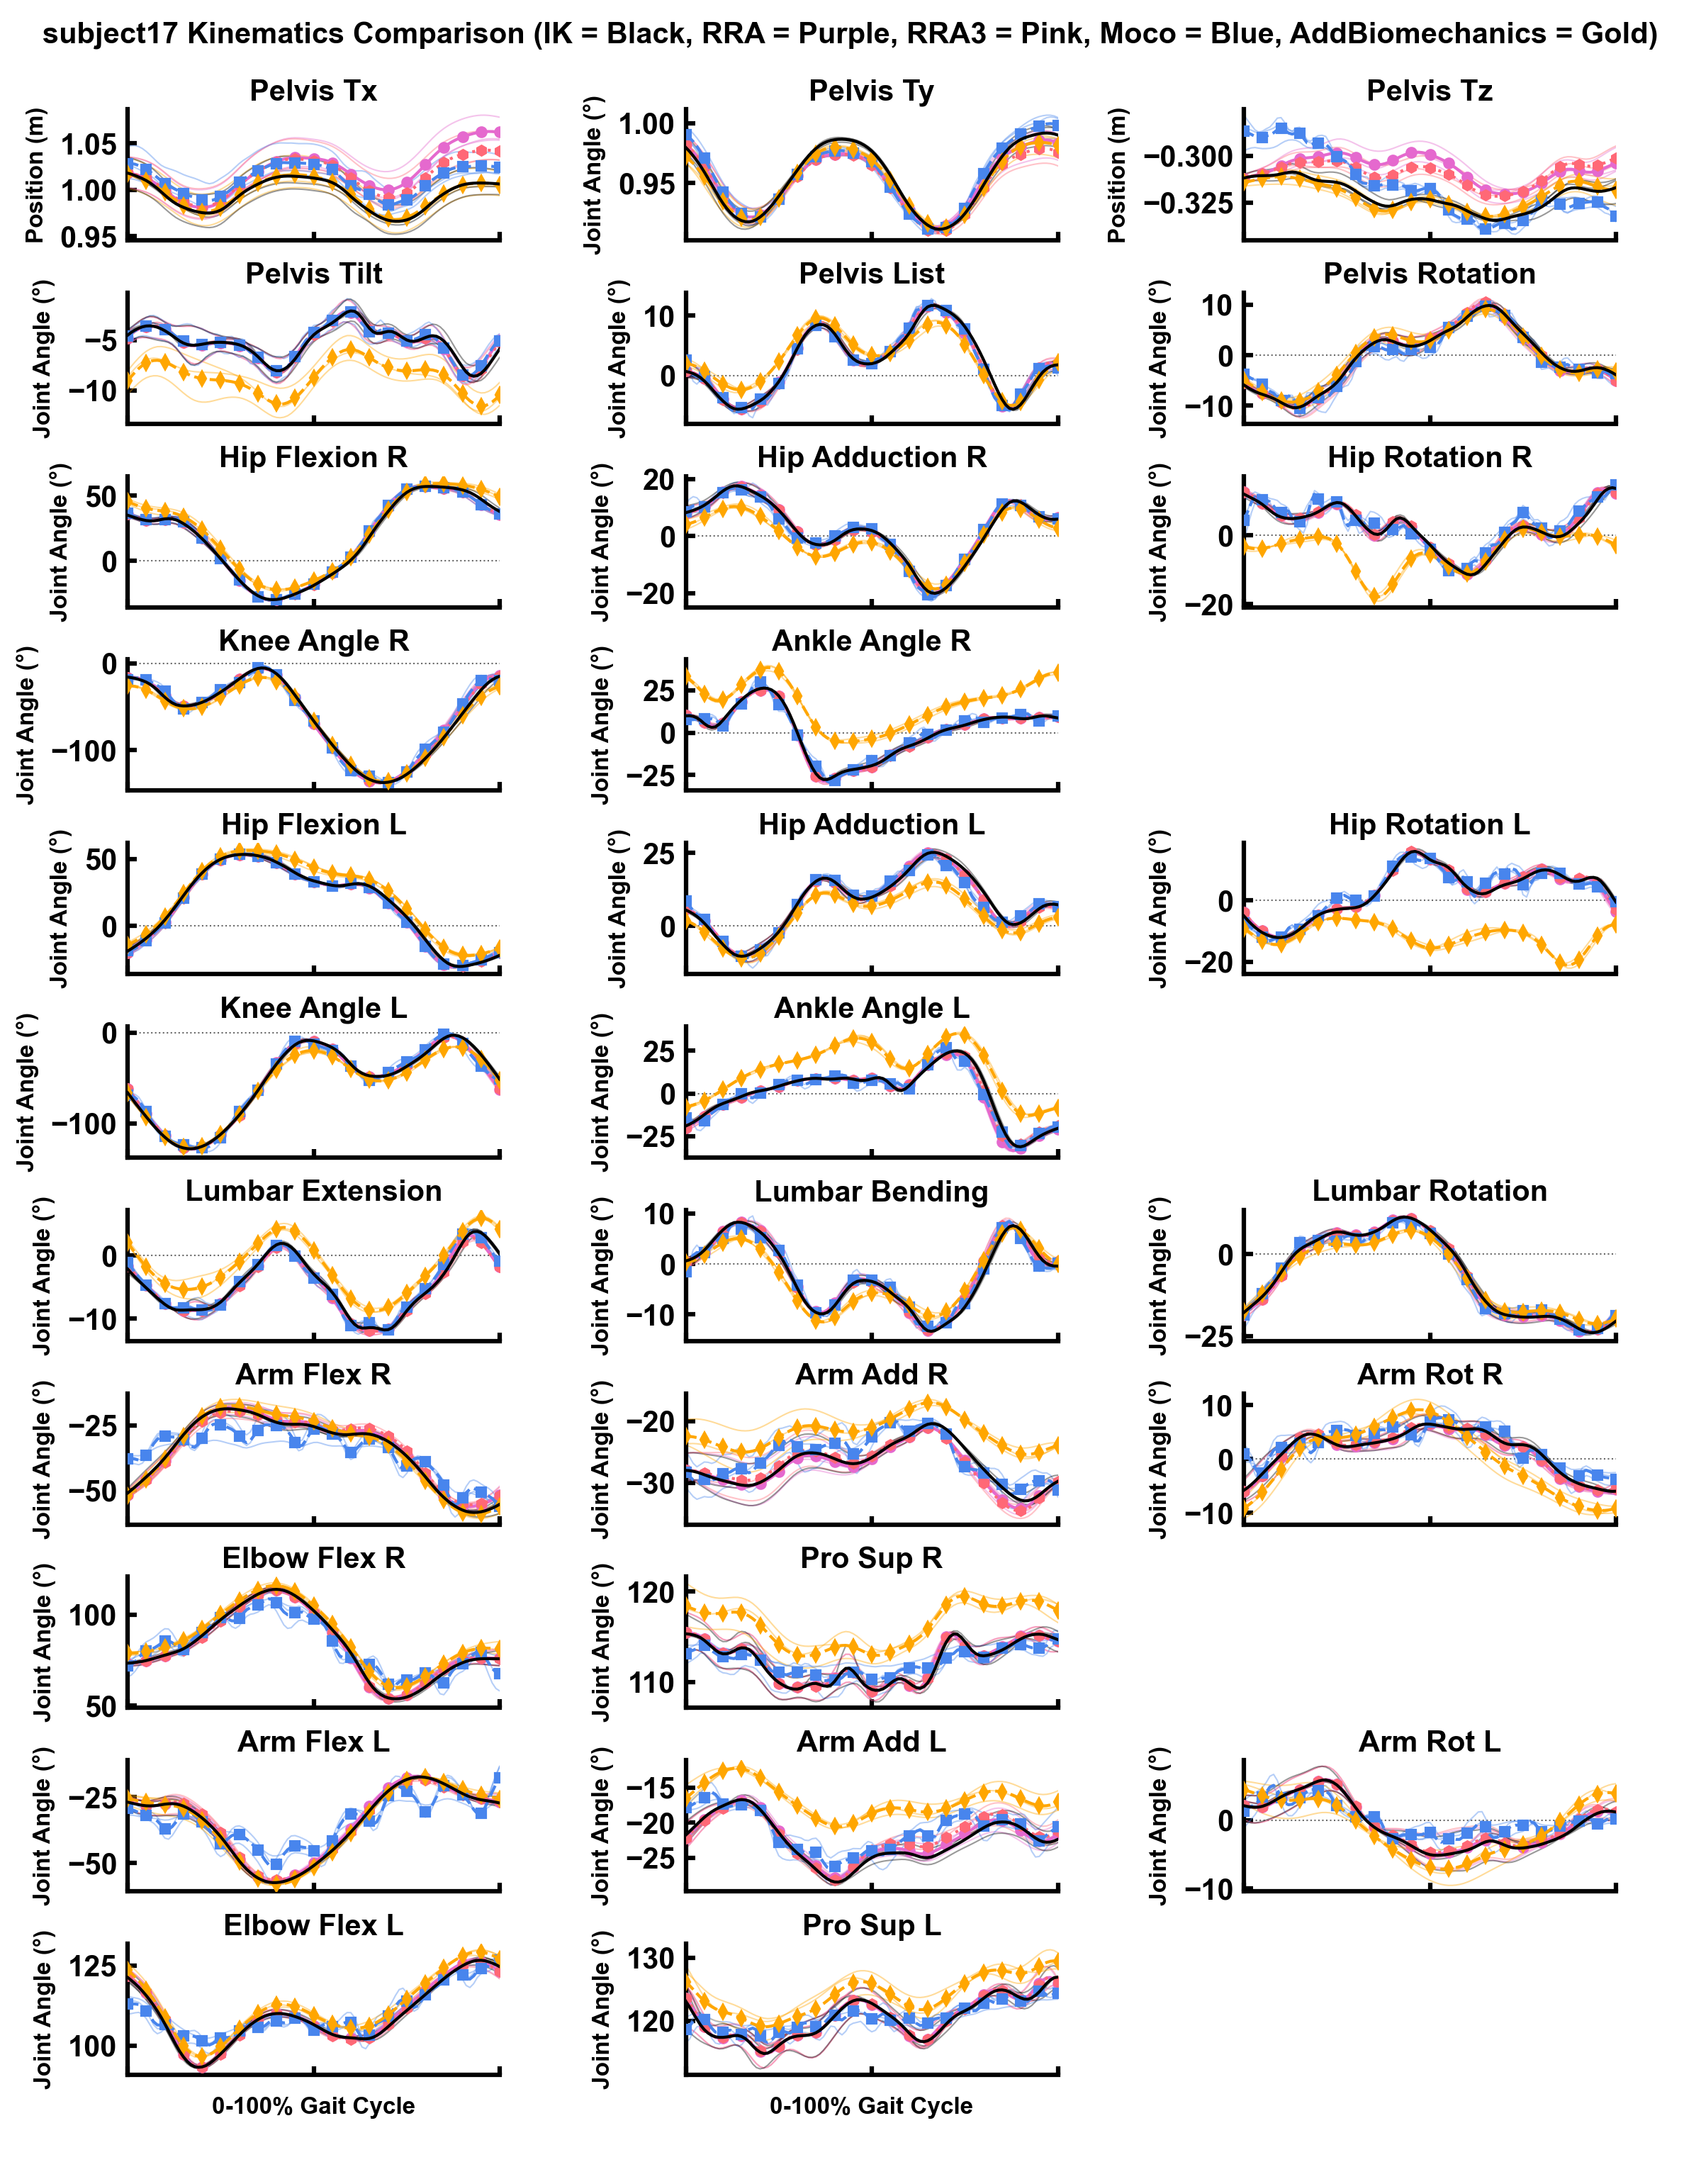 subject17 Kinematics Comparison (IK = Black, RRA = Purple, RRA3 = Pink, Moco = Blue, AddBiomechanics = Gold)
Pelvis Tx
Position (m)
1.05
1.00
0.95
Pelvis Ty
Joint Angle (°)
1.00
0.95
Pelvis Tz
Position (m)
−0.300
−0.325
Pelvis Tilt
Joint Angle (°)
−5
−10
Pelvis List
Joint Angle (°)
10
0
Pelvis Rotation
Joint Angle (°)
10
0
−10
Hip Flexion R
Joint Angle (°)
50
0
Hip Adduction R
Joint Angle (°)
20
0
−20
Hip Rotation R
Joint Angle (°)
0
−20
Knee Angle R
Joint Angle (°)
0
−100
Ankle Angle R
Joint Angle (°)
25
0
−25
Hip Flexion L
Joint Angle (°)
50
0
Hip Adduction L
Joint Angle (°)
25
0
Hip Rotation L
Joint Angle (°)
0
−20
Knee Angle L
Joint Angle (°)
0
−100
Ankle Angle L
Joint Angle (°)
25
0
−25
Lumbar Extension
Joint Angle (°)
0
−10
Lumbar Bending
Joint Angle (°)
10
0
−10
Lumbar Rotation
Joint Angle (°)
0
−25
Arm Flex R
Joint Angle (°)
−25
−50
Arm Add R
Joint Angle (°)
−20
−30
Arm Rot R
Joint Angle (°)
10
0
−10
Elbow Flex R
Joint Angle (°)
100
50
Pro Sup R
Joint Angle (°)
120
110
Arm Flex L
Joint Angle (°)
−25
−50
Arm Add L
Joint Angle (°)
−15
−20
−25
Arm Rot L
Joint Angle (°)
0
−10
Elbow Flex L
Joint Angle (°)
125
100
0-100% Gait Cycle
Pro Sup L
Joint Angle (°)
130
120
0-100% Gait Cycle